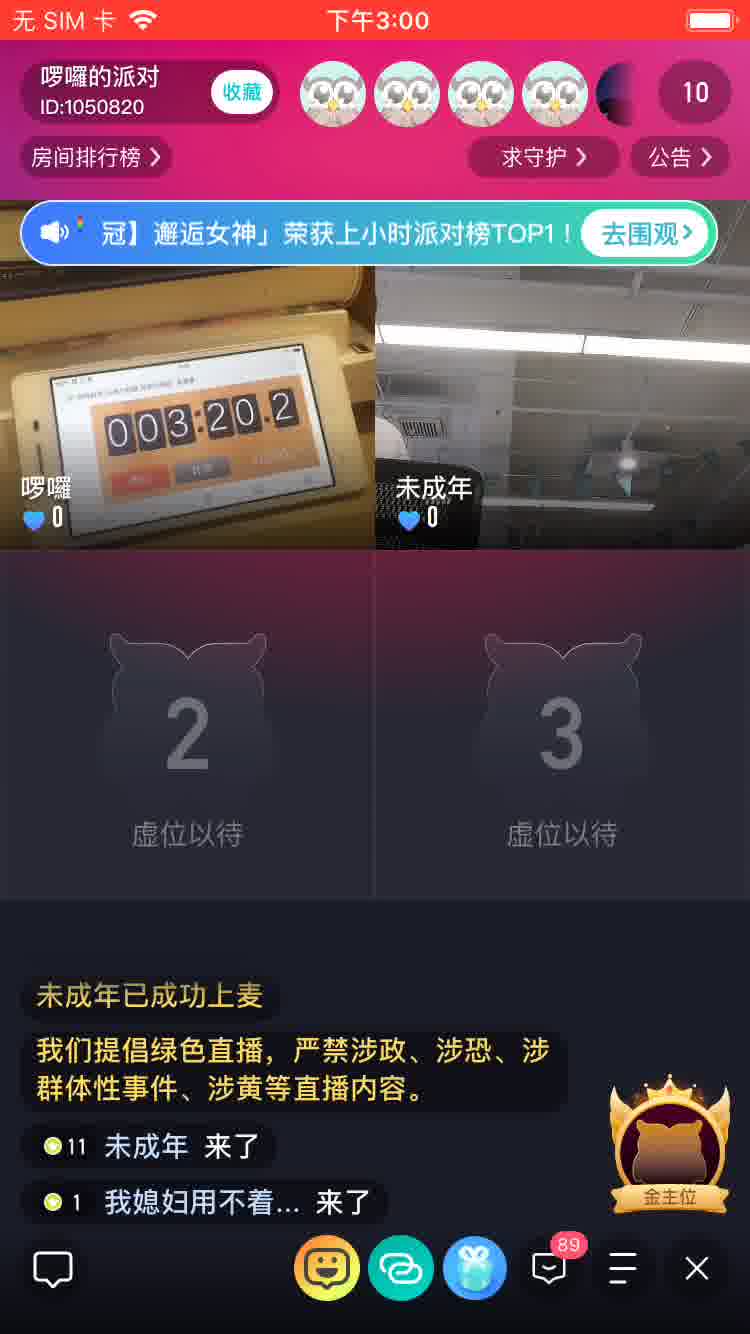 无 SIM 卡
下午3:00
啰囉的派对
ID:1050820
收藏
10
房间排行榜
求守护
公告
冠】邂逅女神」荣获上小时派对榜TOP1！
去围观
003:20.2
啰囉
0
未成年
0
2
虚位以待
3
虚位以待
未成年已成功上麦
我们提倡绿色直播，严禁涉政、涉恐、涉
群体性事件、涉黄等直播内容。
11 未成年 来了
1 我媳妇用不着... 来了
金主位
89